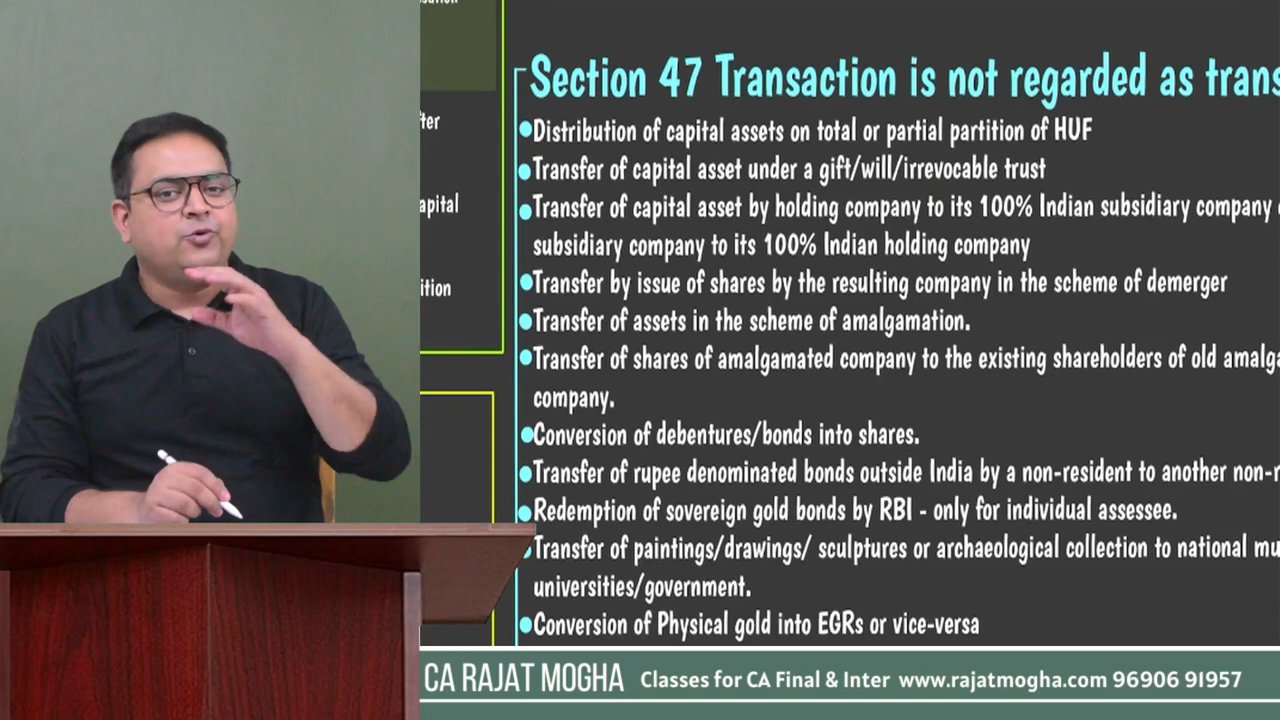 Section 47 Transaction is not regarded as
Distribution of capital assets on total or partial partition of HUF
Transfer of capital asset under a gift/will/irrevocable trust
Transfer of capital asset by holding company to its 100% Indian subsidiary company
subsidiary company to its 100% Indian holding company
Transfer by issue of shares by the resulting company in the scheme of demerger
Transfer of assets in the scheme of amalgamation.
Transfer of shares of amalgamated company to the existing shareholders of old
company.
Conversion of debentures/bonds into shares.
Transfer of rupee denominated bonds outside India by a non-resident to another
Redemption of sovereign gold bonds by RBI - only for individual assessee.
Transfer of paintings/drawings/ sculptures or archaeological collection to national
universities/government.
Conversion of Physical gold into EGRs or vice-versa
CA RAJAT MOGHA Classes for CA Final & Inter www.rajatmogha.com 96906 91957